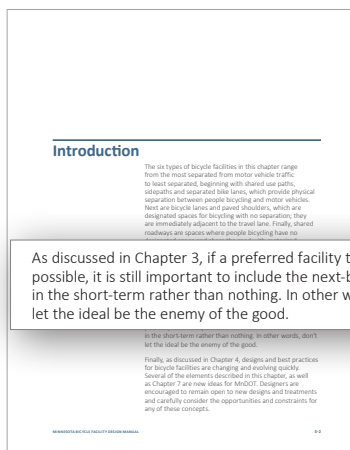 Introduction
The six types of bicycle facilities in this chapter range
from the most separated from motor vehicle traffic
to least separated, beginning with shared use paths,
sidepaths and separated bike lanes, which provide physical
separation between people bicycling and motor vehicles.
Next are bicycle lanes and paved shoulders, which are
designated spaces for bicycling with no separation; they
are immediately adjacent to the travel lane. Finally, shared
roadways are spaces where people bicycling have no
As discussed in Chapter 3, if a preferred facility
possible, it is still important to include the
in the short-term rather than nothing. In other
let the ideal be the enemy of the good.
in the short-term rather than nothing. In other words, don't
let the ideal be the enemy of the good.
Finally, as discussed in Chapter 4, designs and best practices
for bicycle facilities are changing and evolving quickly.
Several of the elements described in this chapter, as well
as Chapter 7 are new ideas for MnDOT. Designers are
encouraged to remain open to new designs and treatments
and carefully consider the opportunities and constraints for
any of these concepts.
MINNESOTA BICYCLE FACILITY DESIGN MANUAL